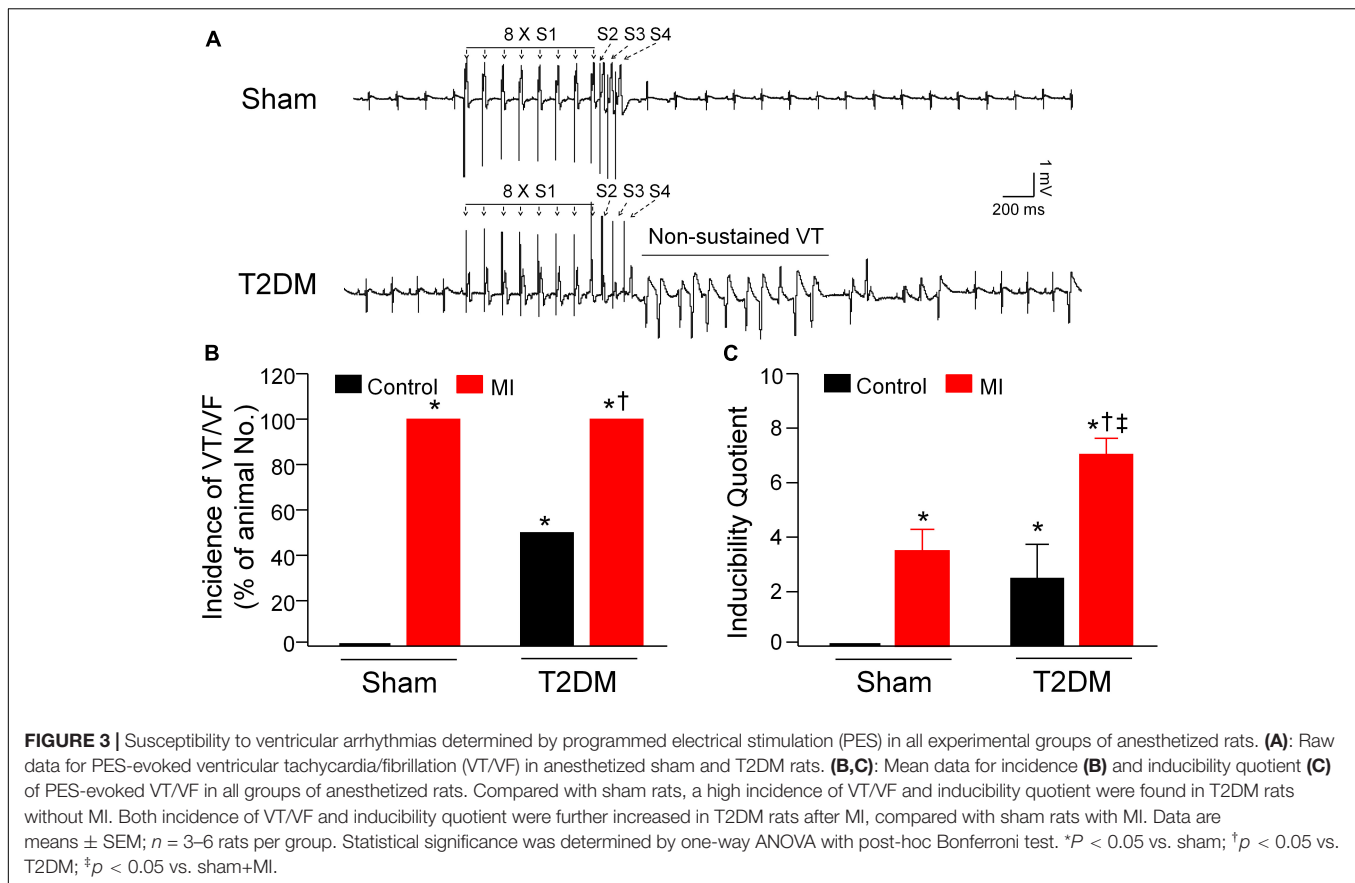 A
8 X S1
S2 S3 S4
Sham
1 mV
200 ms
8 X S1
S2 S3 S4
Non-sustained VT
T2DM
B
Control MI
Incidence of VT/VF
(% of animal No.)
120
100
80
60
40
20
0
*
*
*†
Sham
T2DM
C
Control MI
Inducibility Quotient
10
8
6
4
2
0
*
*
*†‡
Sham
T2DM
FIGURE 3 | Susceptibility to ventricular arrhythmias determined by programmed electrical stimulation (PES) in all experimental groups of anesthetized rats. (A): Raw
data for PES-evoked ventricular tachycardia/fibrillation (VT/VF) in anesthetized sham and T2DM rats. (B,C): Mean data for incidence (B) and inducibility quotient (C)
of PES-evoked VT/VF in all groups of anesthetized rats. Compared with sham rats, a high incidence of VT/VF and inducibility quotient were found in T2DM rats
without MI. Both incidence of VT/VF and inducibility quotient were further increased in T2DM rats after MI, compared with sham rats with MI. Data are
means ± SEM; n = 3–6 rats per group. Statistical significance was determined by one-way ANOVA with post-hoc Bonferroni test. *P < 0.05 vs. sham; †p < 0.05 vs.
T2DM; ‡p < 0.05 vs. sham+MI.